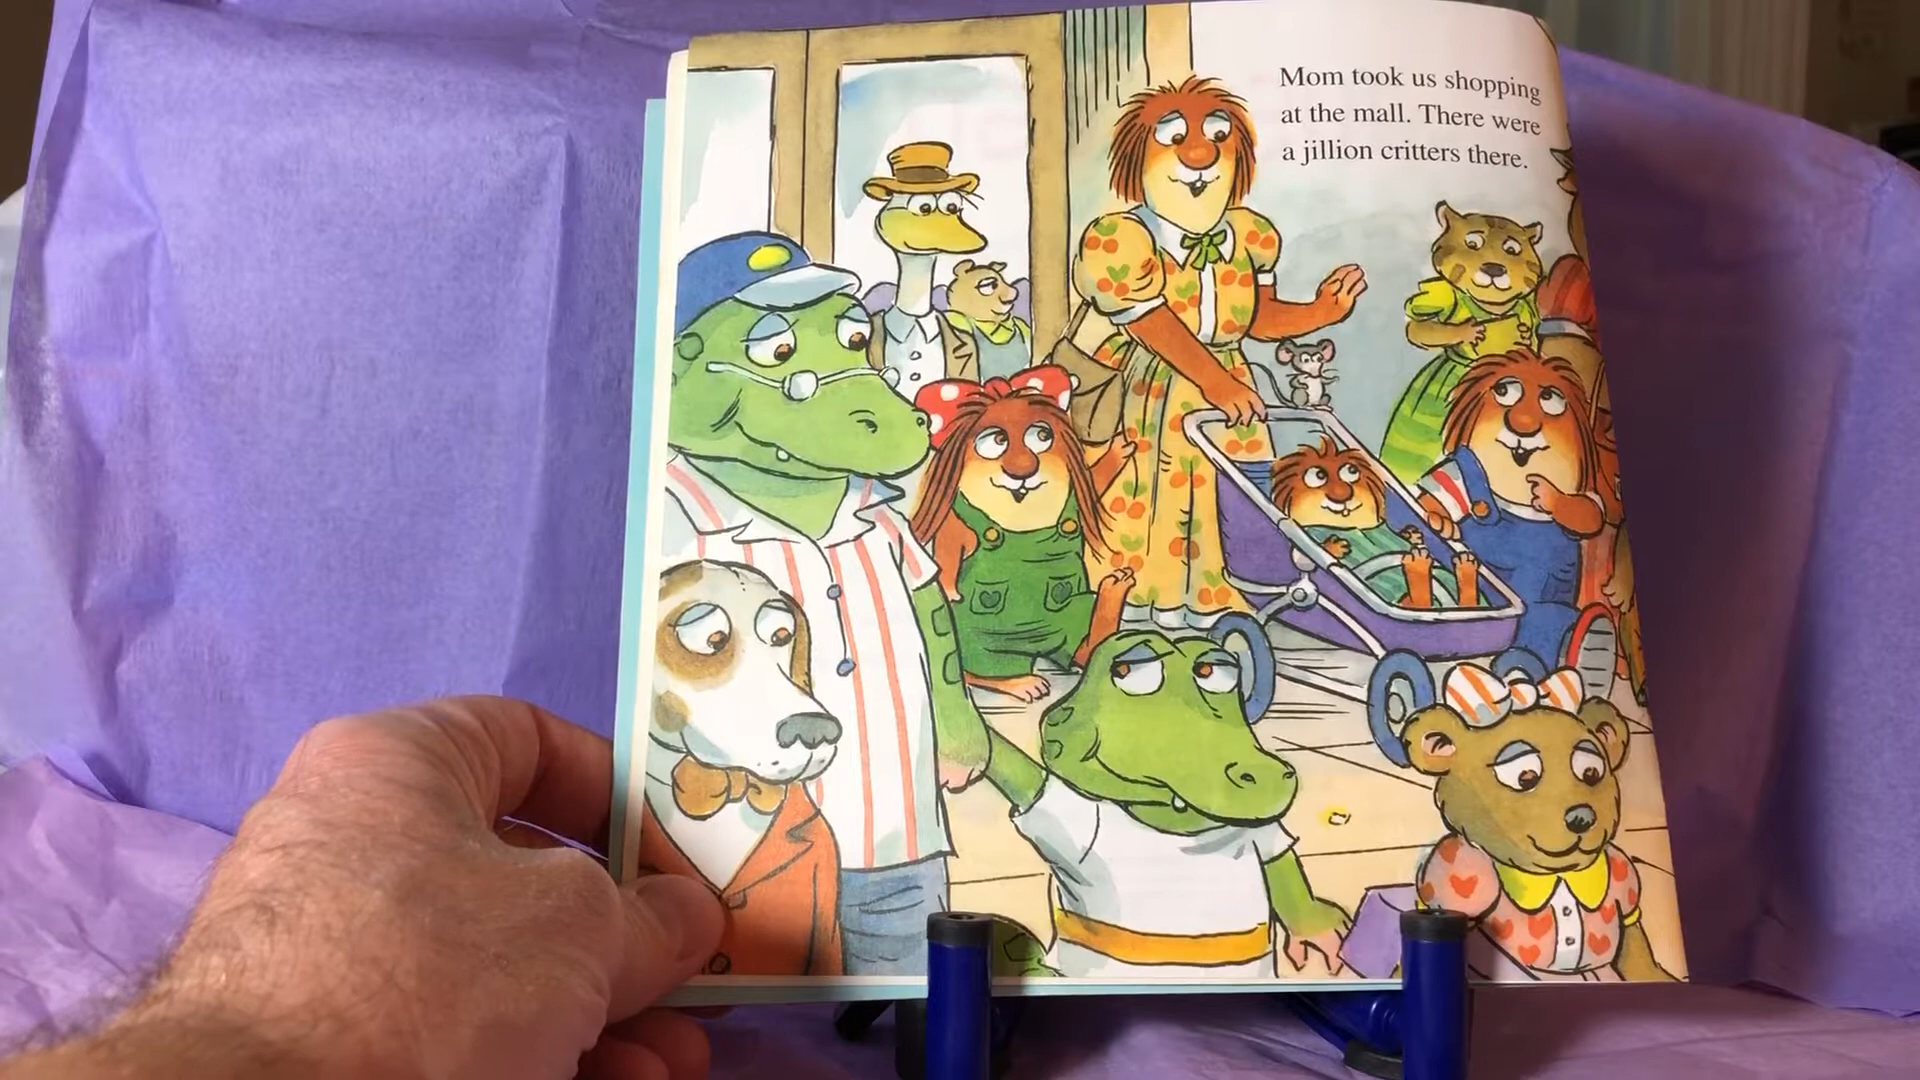 Mom took us shopping
at the mall. There were
a jillion critters there.